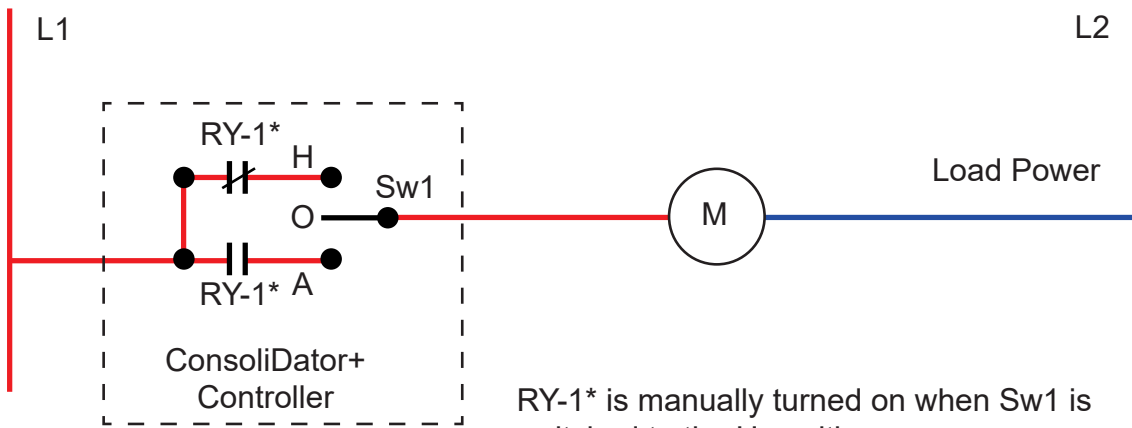 L1
L2
RY-1*
H
Sw1
Load Power
O
M
RY-1* A
ConsoliDator+
Controller
RY-1* is manually turned on when Sw1 is